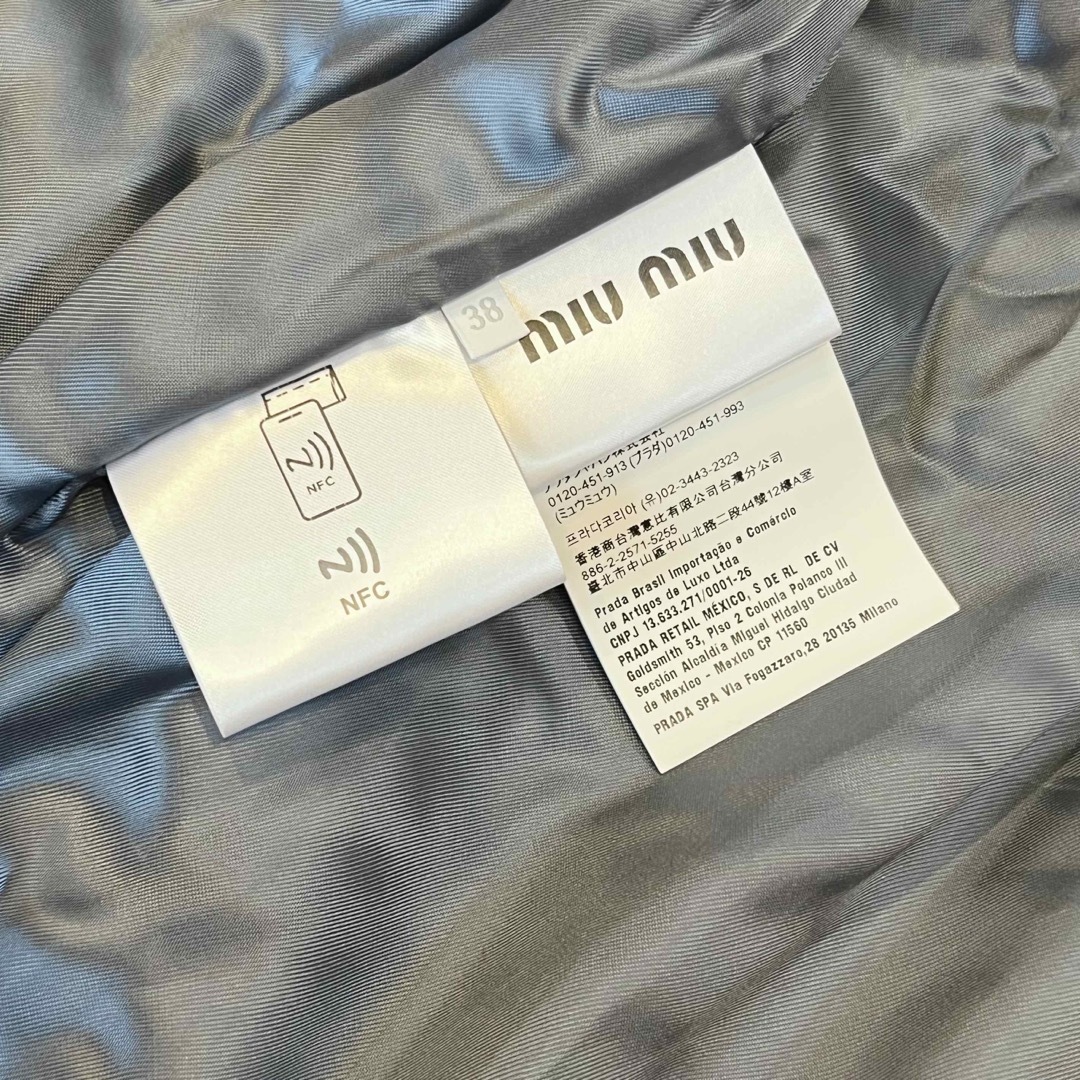 38
miu miu
NFC
NFC
0120-451-913 (プラダ)0120-451-993
(ミュウミュウ)
프라다코리아 (유)02-3443-2323
香港商台灣惠比有限公司台灣分公司
886-2-2571-5255
臺北市中山區中山北路二段44號12樓A室
Prada Brasil Importação e Comércio
de Artigos de Luxo Ltda
CNPJ 13.633.271/0001-26
PRADA RETAIL MÉXICO, S DE RL DE CV
Goldsmith 53, Piso 2 Colonia Polanco III
Sección Alcaldía Miguel Hidalgo Ciudad
de Mexico - Mexico CP 11560
PRADA SPA Via Fogazzaro,28 20135 Milano